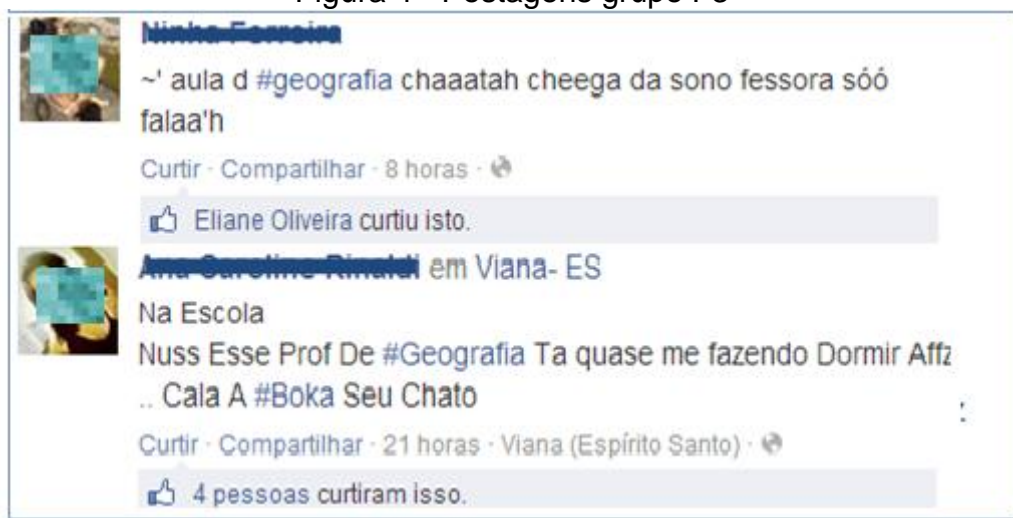 ~' aula d #geografia chaaatah cheega da sono fessora sóó
falaa'h
Curtir · Compartilhar · 8 horas ·
Eliane Oliveira curtiu isto.
em Viana- ES
Na Escola
Nuss Esse Prof De #Geografia Ta quase me fazendo Dormir Affz
.. Cala A #Boka Seu Chato
Curtir · Compartilhar · 21 horas · Viana (Espírito Santo) ·
4 pessoas curtiram isso.